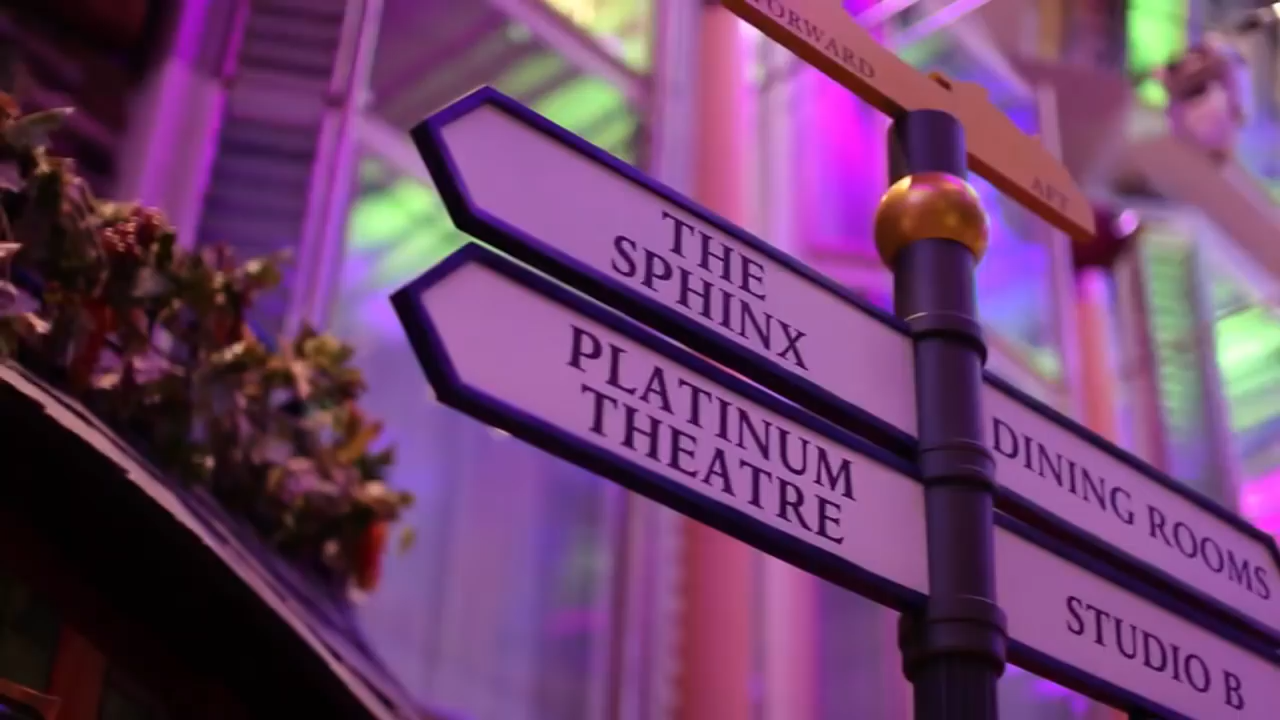 FORWARD
AFT
THE
SPHINX
PLATINUM
THEATRE
DINING ROOMS
STUDIO B